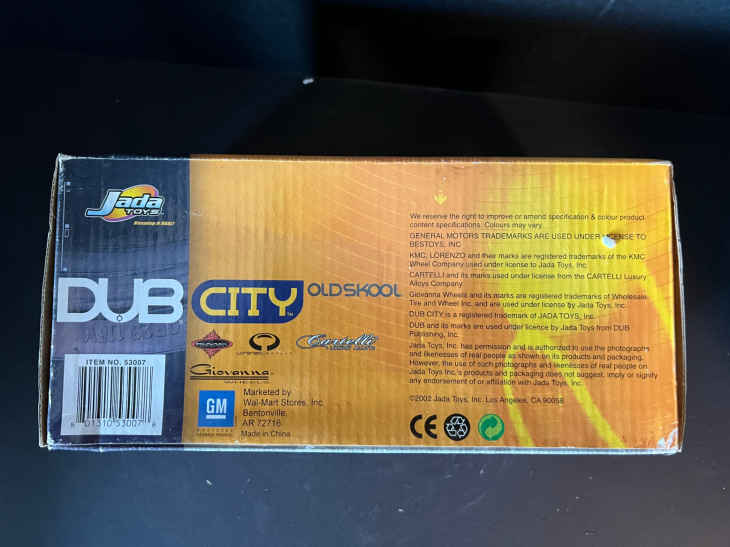 Jada
TOYS
DUB CITY OLD SKOOL
Cartelli
Giovanna
WHEELS
ITEM NO. 53007
8 01310 53007 8
GM
Marketed by
Wal-Mart Stores, Inc.
Bentonville,
AR 72716
Made in China
We reserve the right to improve or amend specification & colour product
content specifications. Colours may vary.
GENERAL MOTORS TRADEMARKS ARE USED UNDER LICENSE TO
BESTOYS, INC
KMC, LORENZO and their marks are registered trademarks of the KMC
Wheel Company used under license to Jada Toys, Inc.
CARTELLI and its marks used under license from the CARTELLI Luxury
Alloys Company
Giovanna Wheels and its marks are registered trademarks of Wholesale
Tire and Wheel Inc. and are used under licence by Jada Toys, Inc.
DUB CITY is a registered trademark of JADA TOYS, INC.
DUB and its marks are used under licence by Jada Toys from DUB
Publishing, Inc.
Jada Toys, Inc. has permission and is authorized to use the photographs
and likenesses of real people as shown on its products and packaging.
However, the use of such photographs and likenesses of real people on
Jada Toys Inc.'s products and packaging does not suggest, imply or signify
any endorsement of or affiliation with Jada Toys, Inc.
©2002 Jada Toys, Inc. Los Angeles, CA 90058
CE